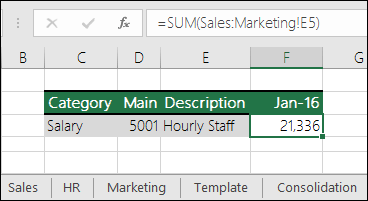 fx =SUM(Sales:Marketing!E5)
B C D E F G
Category Main Description Jan-16
Salary 5001 Hourly Staff 21,336
Sales HR Marketing Template Consolidation